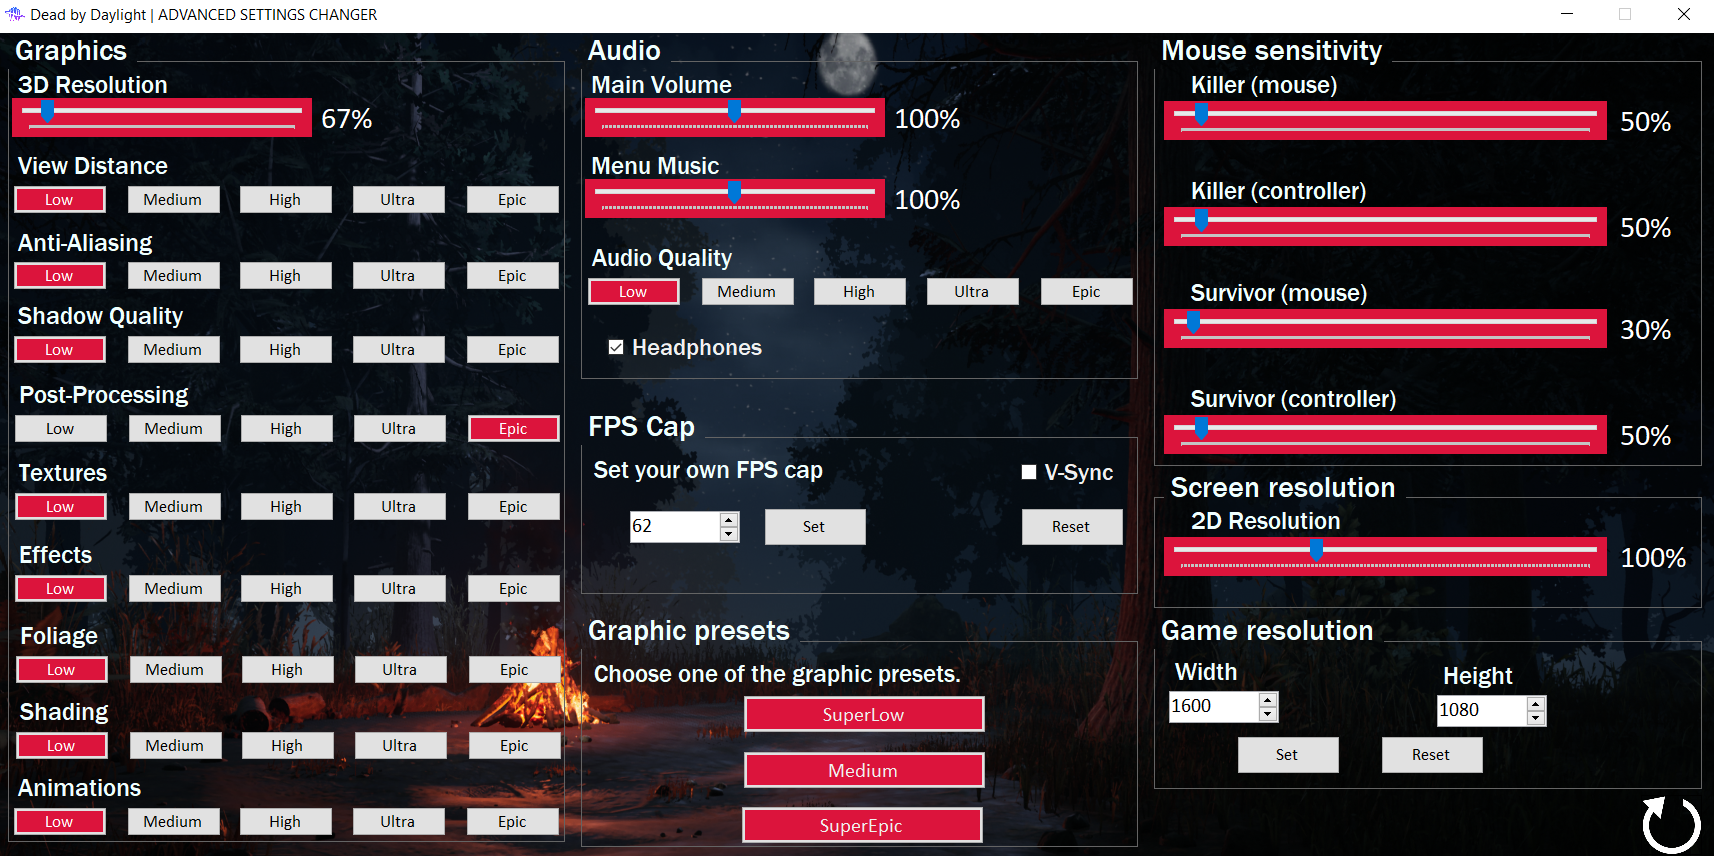 Dead by Daylight | ADVANCED SETTINGS CHANGER
Graphics
3D Resolution
67%
View Distance
Low Medium High Ultra Epic
Anti-Aliasing
Low Medium High Ultra Epic
Shadow Quality
Low Medium High Ultra Epic
Post-Processing
Low Medium High Ultra Epic
Textures
Low Medium High Ultra Epic
Effects
Low Medium High Ultra Epic
Foliage
Low Medium High Ultra Epic
Shading
Low Medium High Ultra Epic
Animations
Low Medium High Ultra Epic
Audio
Main Volume
100%
Menu Music
100%
Audio Quality
Low Medium High Ultra Epic
Headphones
FPS Cap
Set your own FPS cap
V-Sync
62
Set
Reset
Graphic presets
Choose one of the graphic presets.
SuperLow
Medium
SuperEpic
Mouse sensitivity
Killer (mouse)
50%
Killer (controller)
50%
Survivor (mouse)
30%
Survivor (controller)
50%
Screen resolution
2D Resolution
100%
Game resolution
Width
1600
Height
1080
Set
Reset